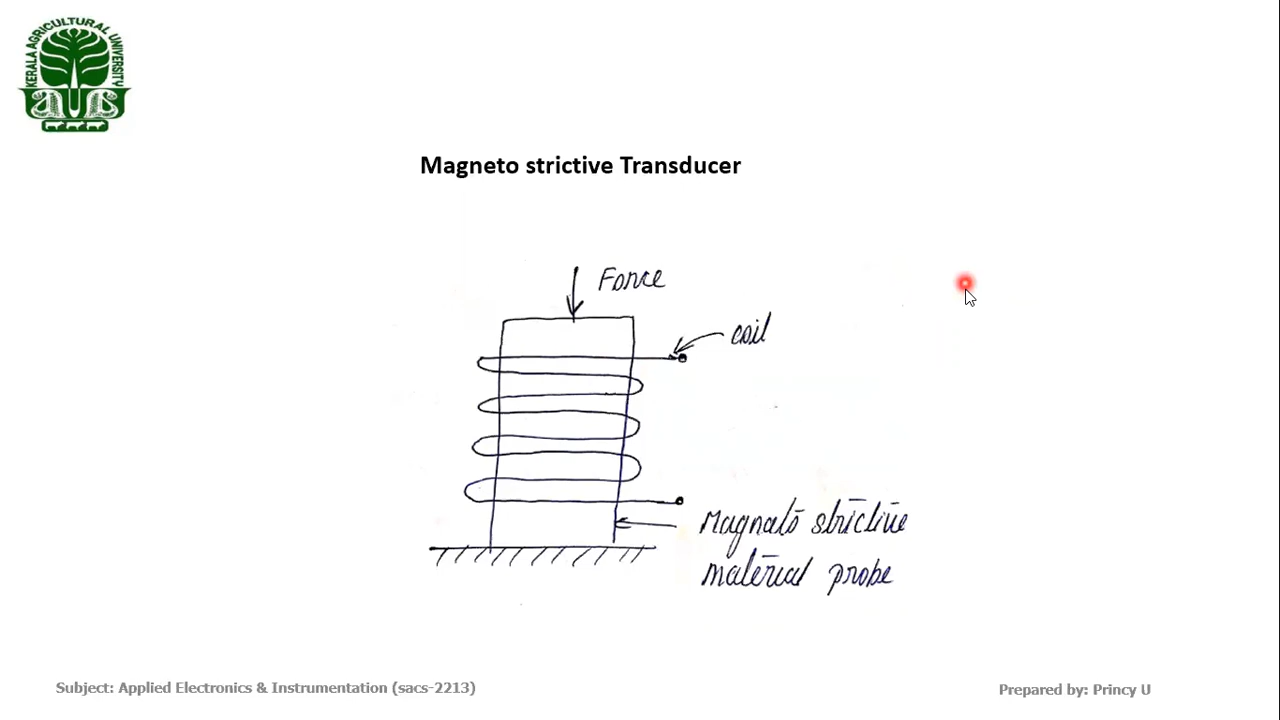 KERALA AGRICULTURAL UNIVERSITY
Magneto strictive Transducer
Force
coil
Magnato strictive
material probe
Subject: Applied Electronics & Instrumentation (sacs-2213)
Prepared by: Princy U